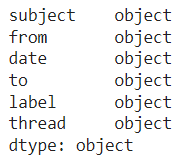 subject    object
from       object
date       object
to         object
label      object
thread     object
dtype: object